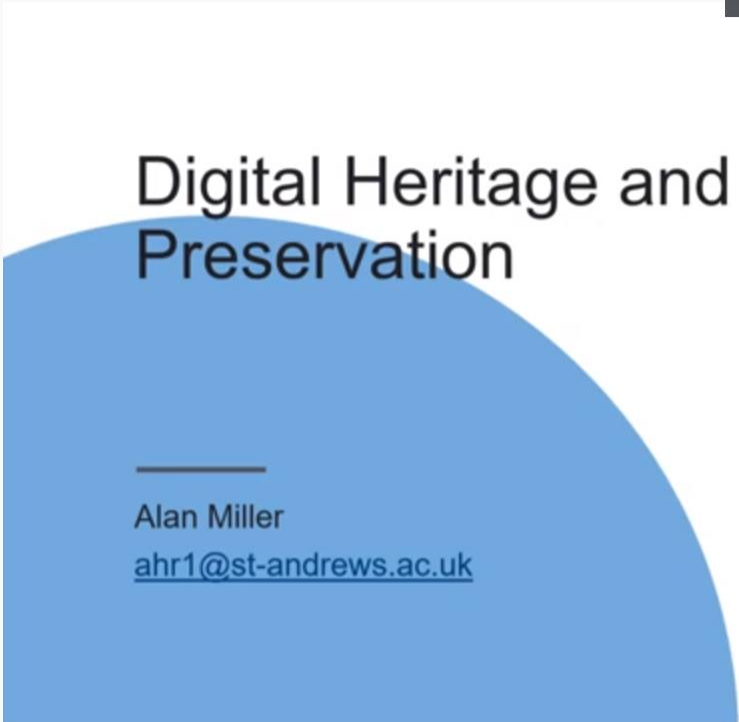 Digital Heritage and
Preservation
Alan Miller
ahr1@st-andrews.ac.uk